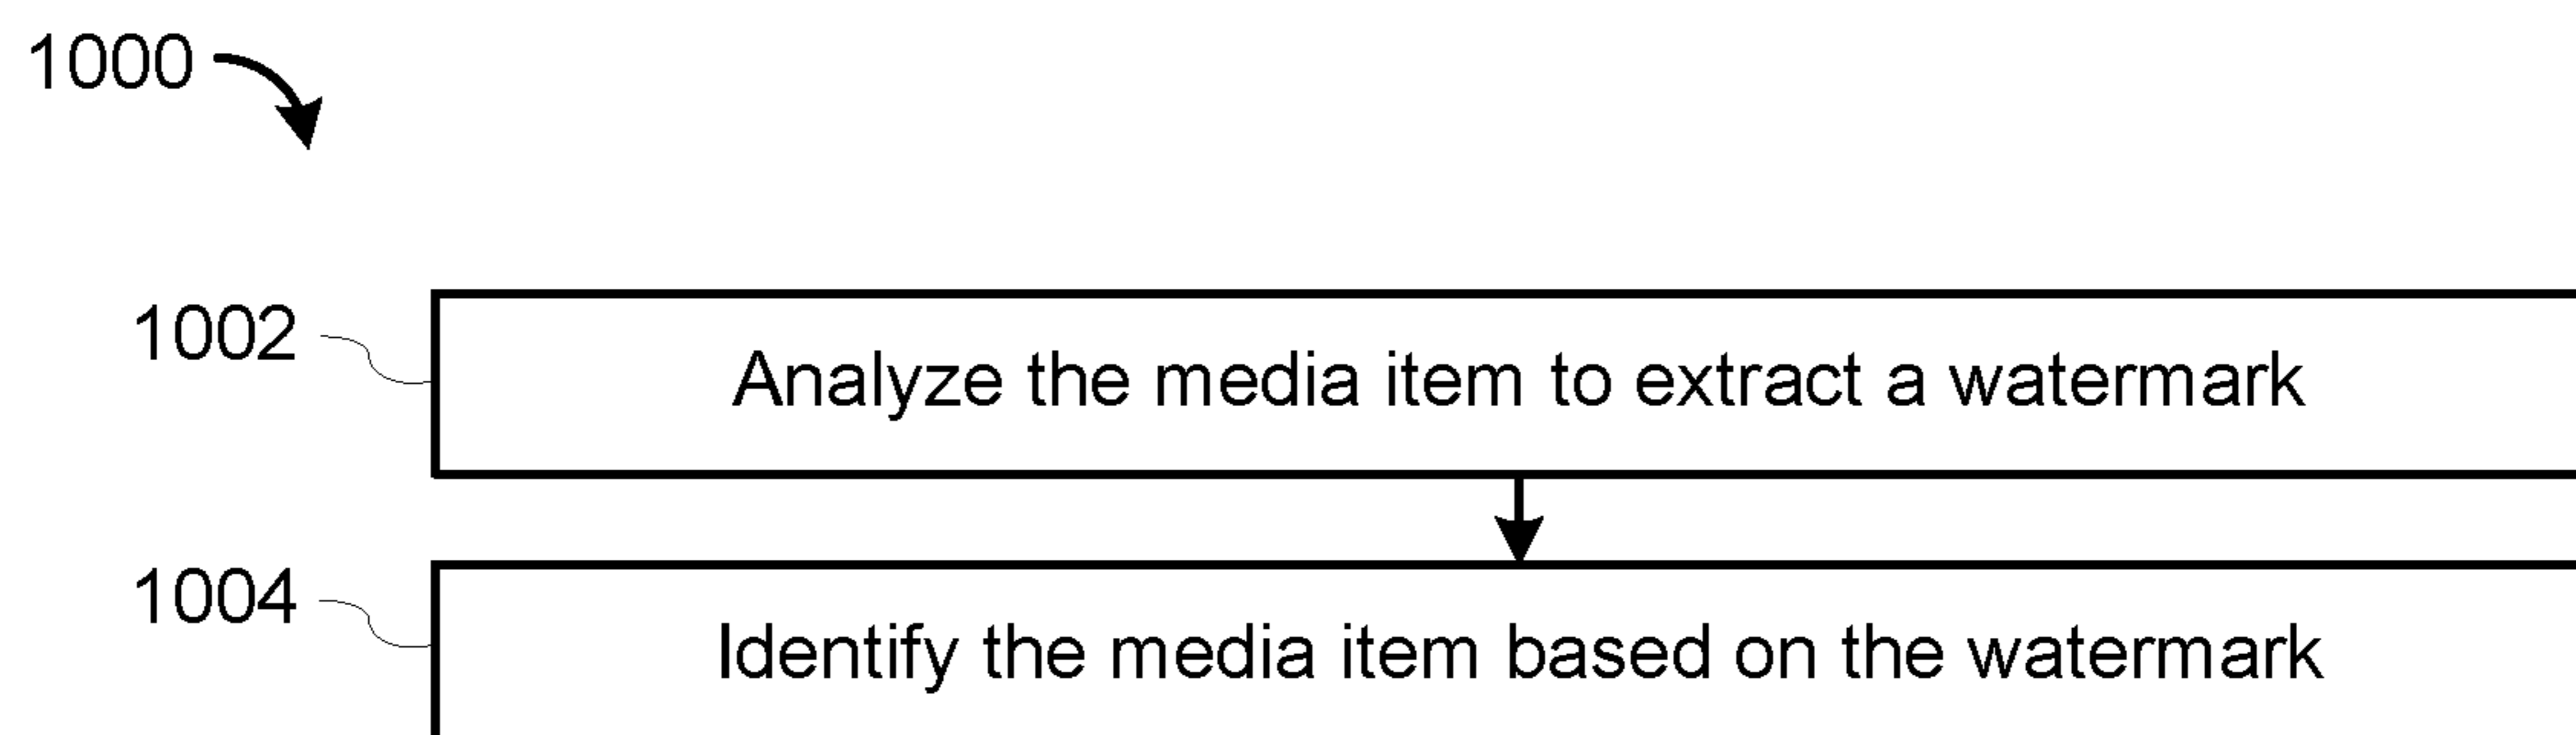 1000
1002
Analyze the media item to extract a watermark
1004
Identify the media item based on the watermark